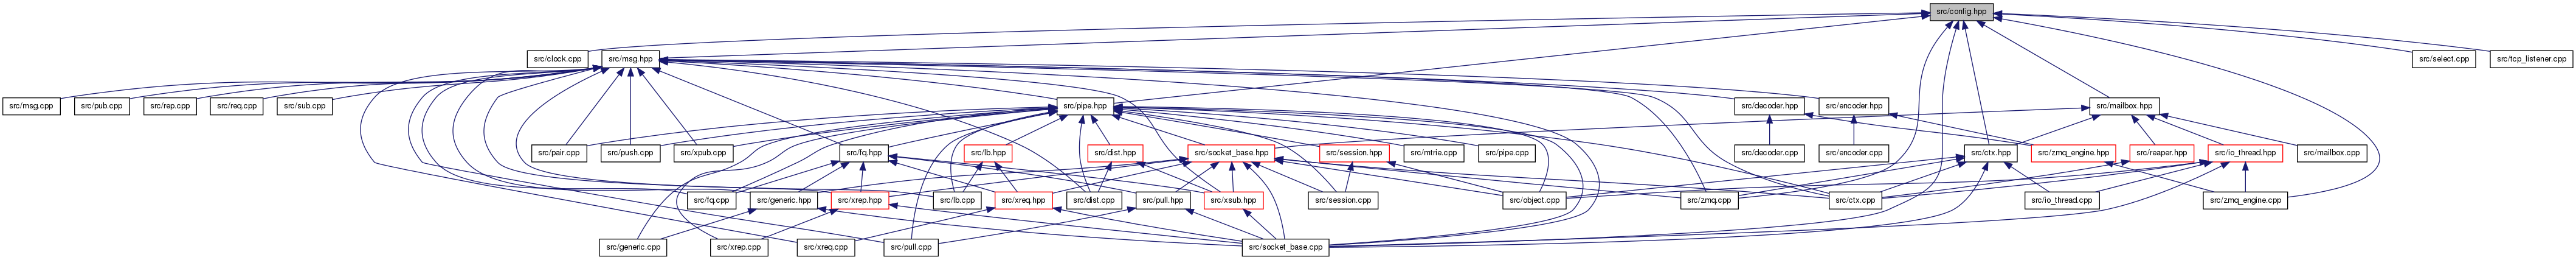 src/config.hpp
src/clock.cpp
src/msg.hpp
src/select.cpp
src/tcp_listener.cpp
src/msg.cpp
src/pub.cpp
src/rep.cpp
src/req.cpp
src/sub.cpp
src/pipe.hpp
src/decoder.hpp
src/encoder.hpp
src/mailbox.hpp
src/pair.cpp
src/push.cpp
src/xpub.cpp
src/fq.hpp
src/lb.hpp
src/dist.hpp
src/socket_base.hpp
src/session.hpp
src/mtrie.cpp
src/pipe.cpp
src/decoder.cpp
src/encoder.cpp
src/ctx.hpp
src/zmq_engine.hpp
src/reaper.hpp
src/io_thread.hpp
src/mailbox.cpp
src/fq.cpp
src/generic.hpp
src/xrep.hpp
src/lb.cpp
src/xreq.hpp
src/dist.cpp
src/pull.hpp
src/xsub.hpp
src/session.cpp
src/object.cpp
src/zmq.cpp
src/ctx.cpp
src/io_thread.cpp
src/zmq_engine.cpp
src/generic.cpp
src/xrep.cpp
src/xreq.cpp
src/pull.cpp
src/socket_base.cpp